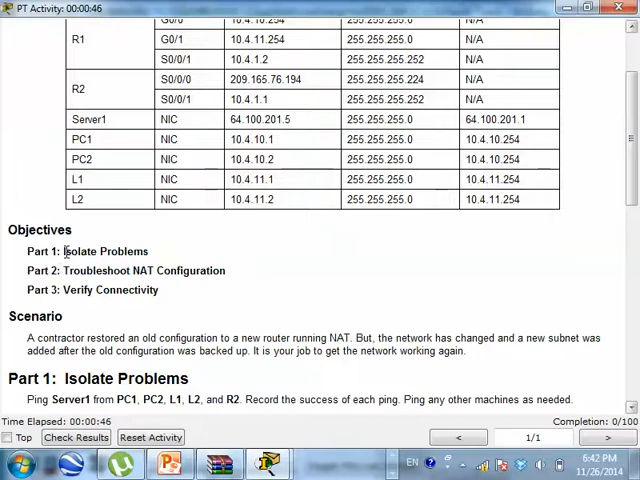 PT Activity: 00:00:46
G0/0 10.4.10.254 255.255.255.0 N/A
R1 G0/1 10.4.11.254 255.255.255.0 N/A
S0/0/1 10.4.1.2 255.255.255.252 N/A
R2 S0/0/0 209.165.76.194 255.255.255.224 N/A
S0/0/1 10.4.1.1 255.255.255.252 N/A
Server1 NIC 64.100.201.5 255.255.255.0 64.100.201.1
PC1 NIC 10.4.10.1 255.255.255.0 10.4.10.254
PC2 NIC 10.4.10.2 255.255.255.0 10.4.10.254
L1 NIC 10.4.11.1 255.255.255.0 10.4.11.254
L2 NIC 10.4.11.2 255.255.255.0 10.4.11.254
Objectives
Part 1: Isolate Problems
Part 2: Troubleshoot NAT Configuration
Part 3: Verify Connectivity
Scenario
A contractor restored an old configuration to a new router running NAT. But, the network has changed and a new subnet was
added after the old configuration was backed up. It is your job to get the network working again.
Part 1: Isolate Problems
Ping Server1 from PC1, PC2, L1, L2, and R2. Record the success of each ping. Ping any other machines as needed.
Time Elapsed: 00:00:46 Completion: 0/100
Top Check Results Reset Activity < 1/1 >
EN 6:42 PM
11/26/2014